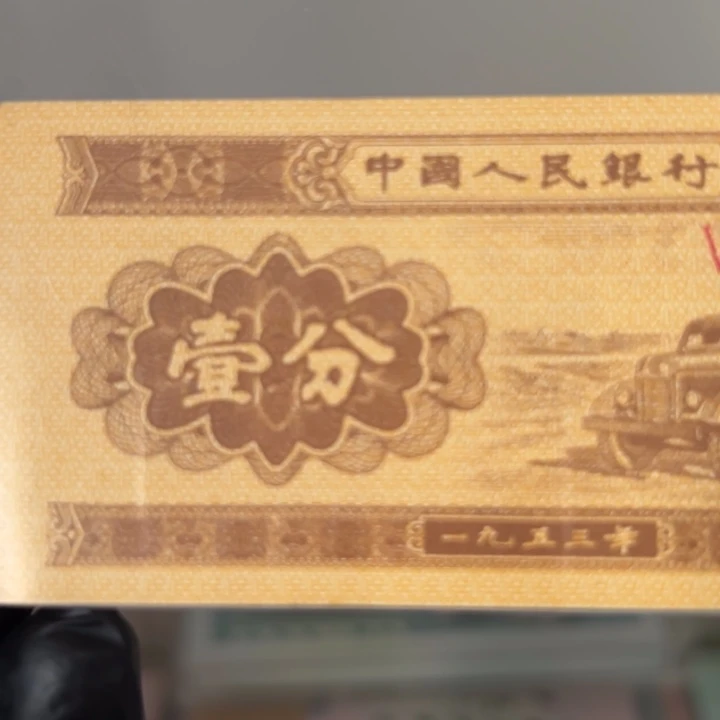 中國人民銀行
壹分
一九五三年